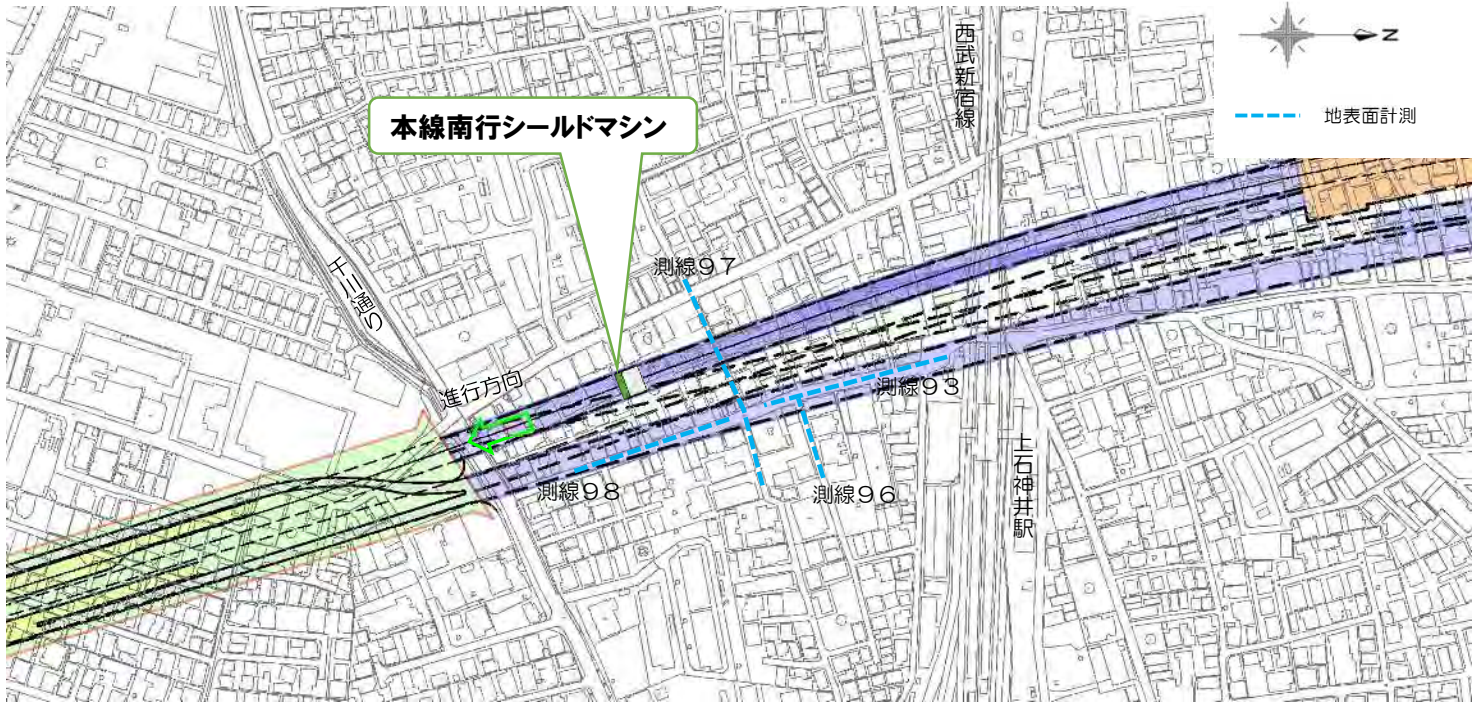 西武新宿線
N
地表面計測
本線南行シールドマシン
測線97
千川通り
進行方向
測線93
上石神井駅
測線98
測線96